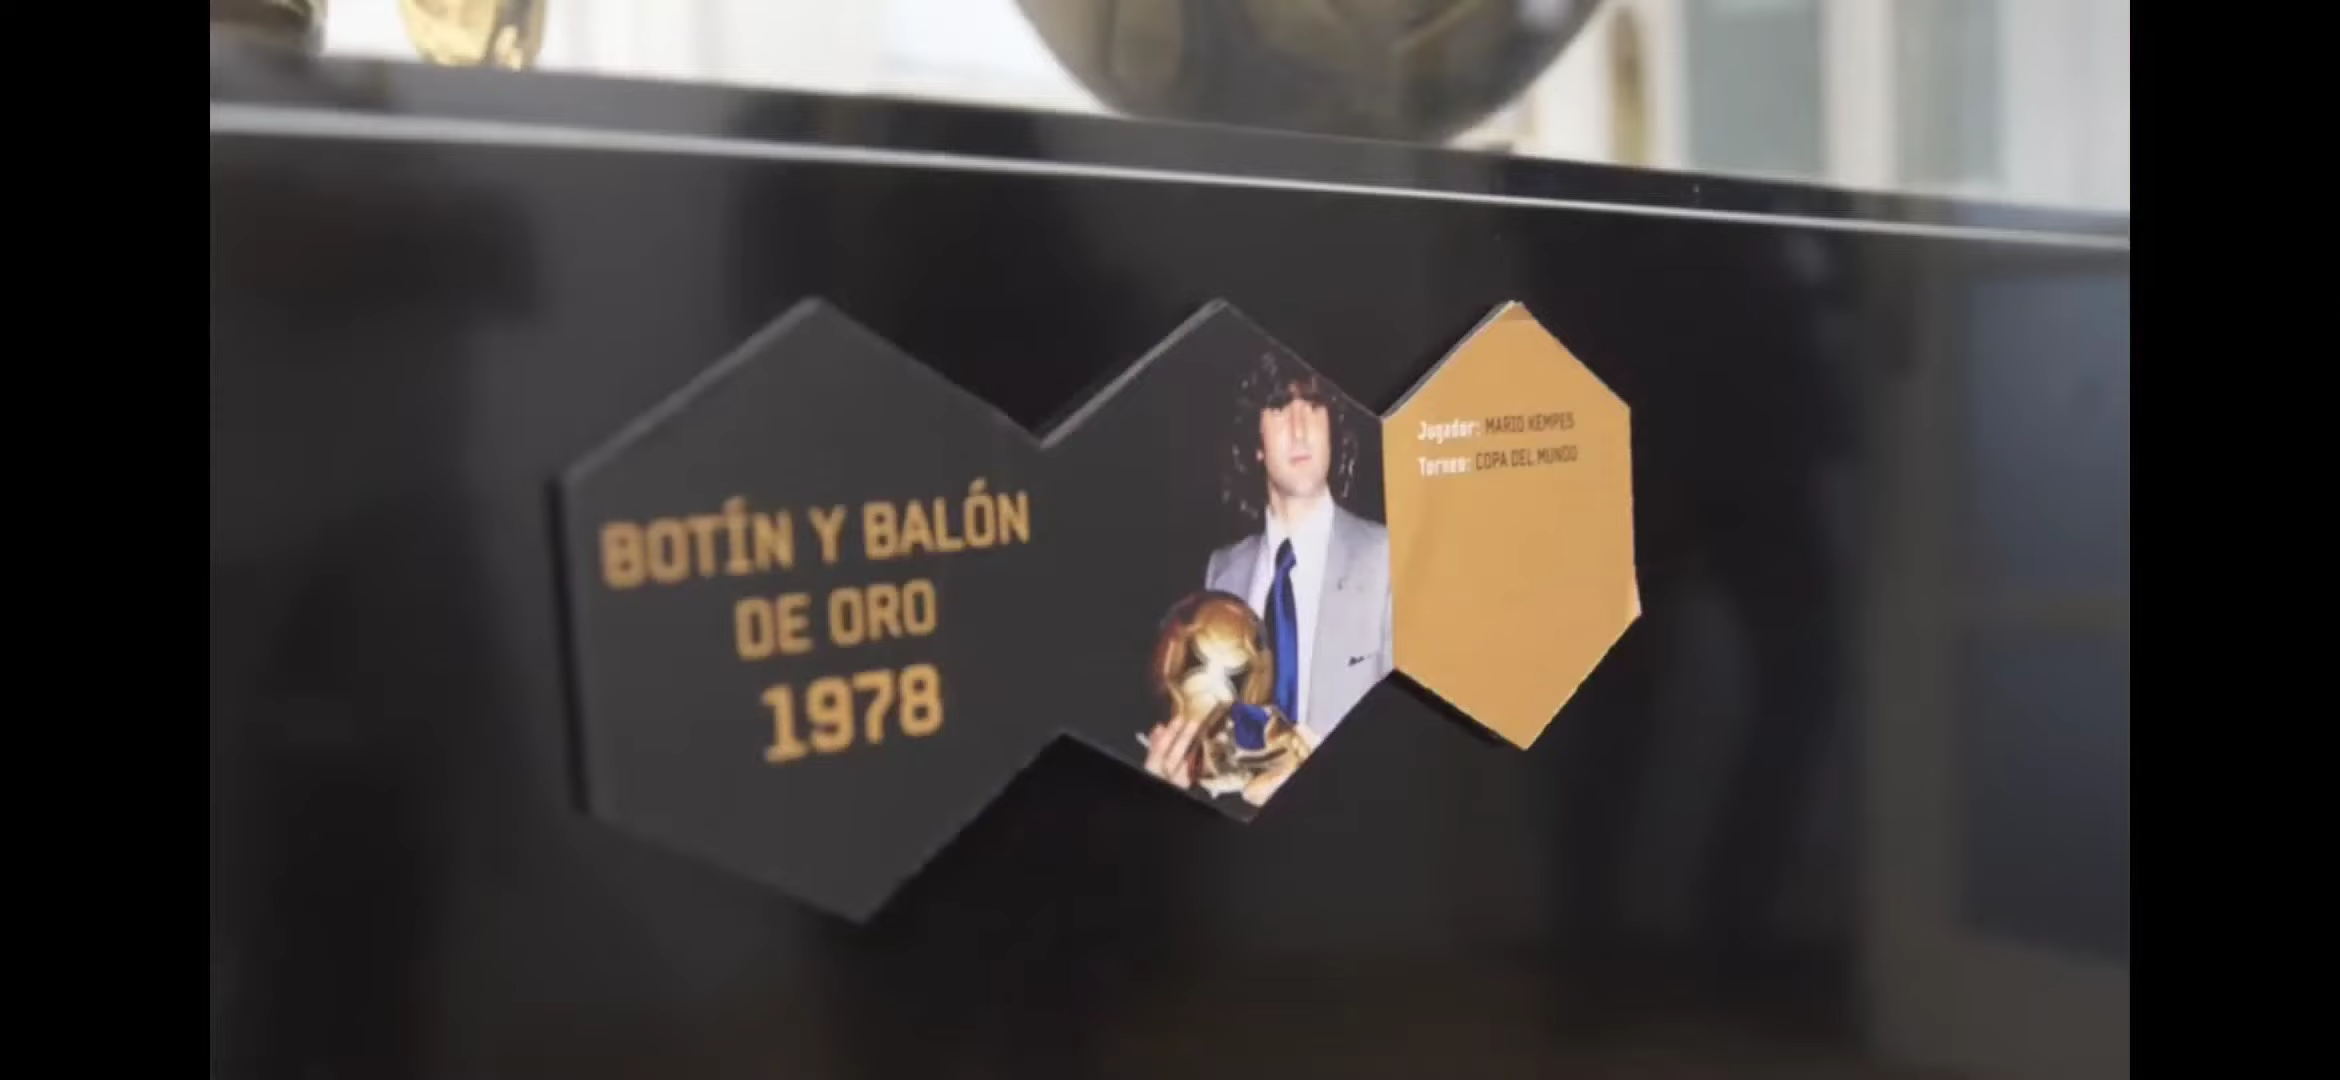 BOTÍN Y BALÓN
DE ORO
1978
Jugador: MARIO KEMPES
Torneo: COPA DEL MUNDO